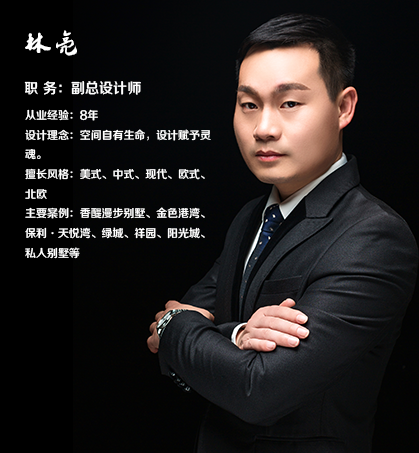 林亮
职 务：副总设计师
从业经验：8年
设计理念：空间自有生命，设计赋予灵
魂。
擅长风格：美式、中式、现代、欧式、
北欧
主要案例：香醍漫步别墅、金色港湾、
保利·天悦湾、绿城、祥园、阳光城、
私人别墅等